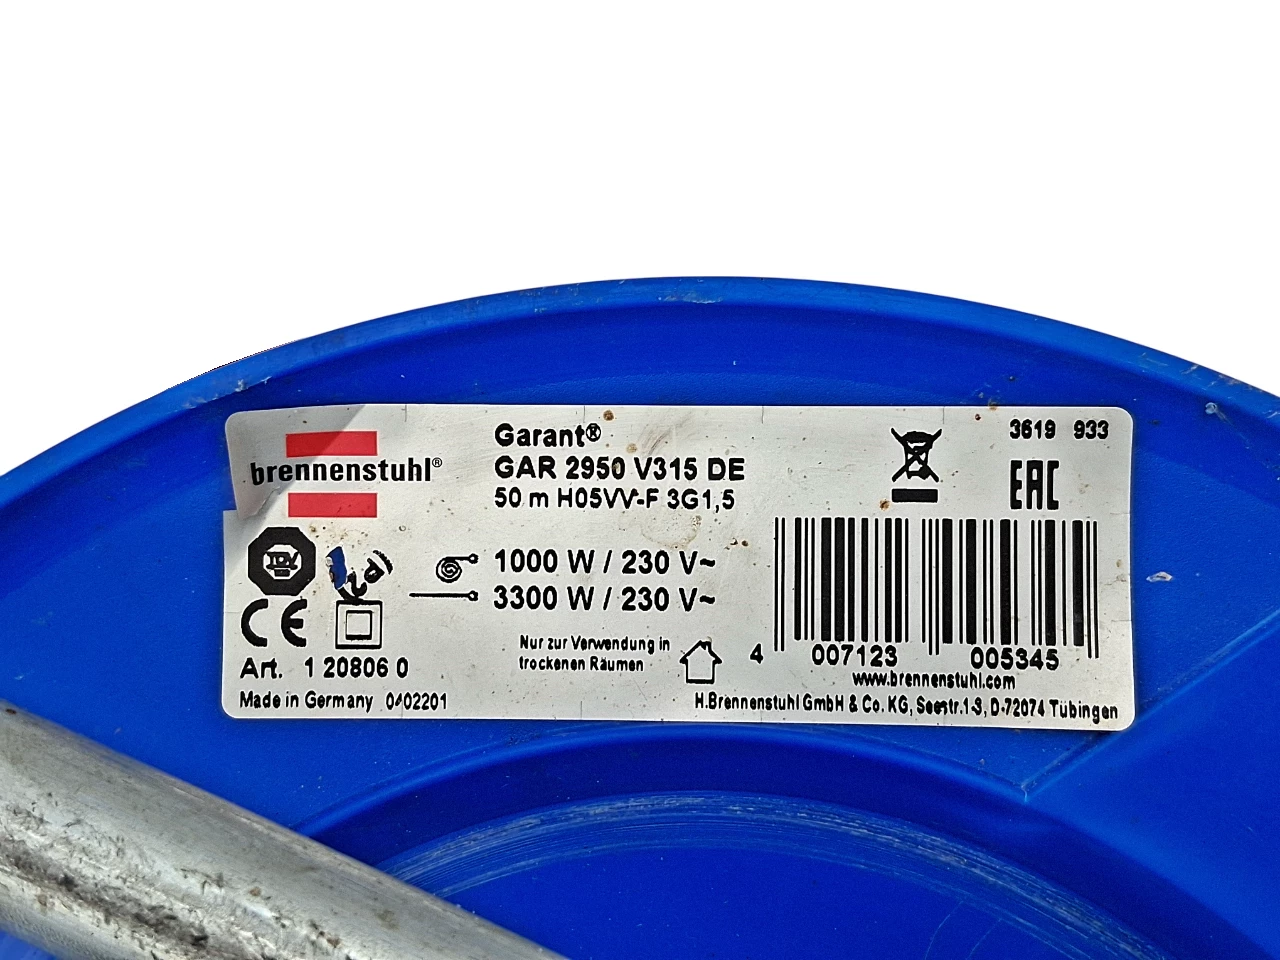 brennenstuhl®
Garant®
GAR 2950 V315 DE
50 m H05VV-F 3G1,5
3619 933
EAC
1000 W / 230 V~
3300 W / 230 V~
CE
Art. 1 20806 0
Nur zur Verwendung in
trockenen Räumen
4 007123 005345
www.brennenstuhl.com
Made in Germany 0402201
H.Brennenstuhl GmbH & Co. KG, Seestr.1-3, D-72074 Tübingen